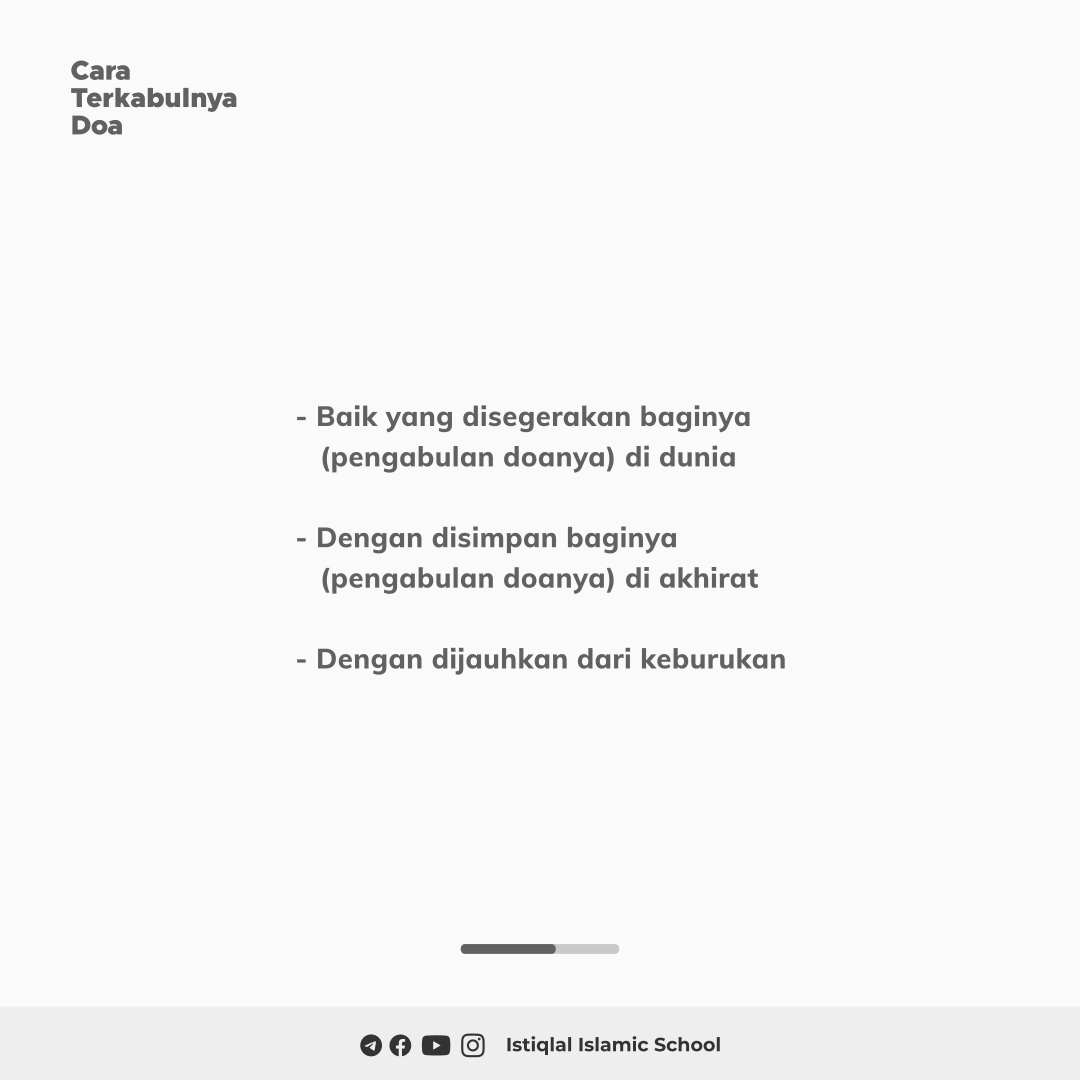 Cara
Terkabulnya
Doa
- Baik yang disegerakan baginya
(pengabulan doanya) di dunia
- Dengan disimpan baginya
(pengabulan doanya) di akhirat
- Dengan dijauhkan dari keburukan
Istiqlal Islamic School